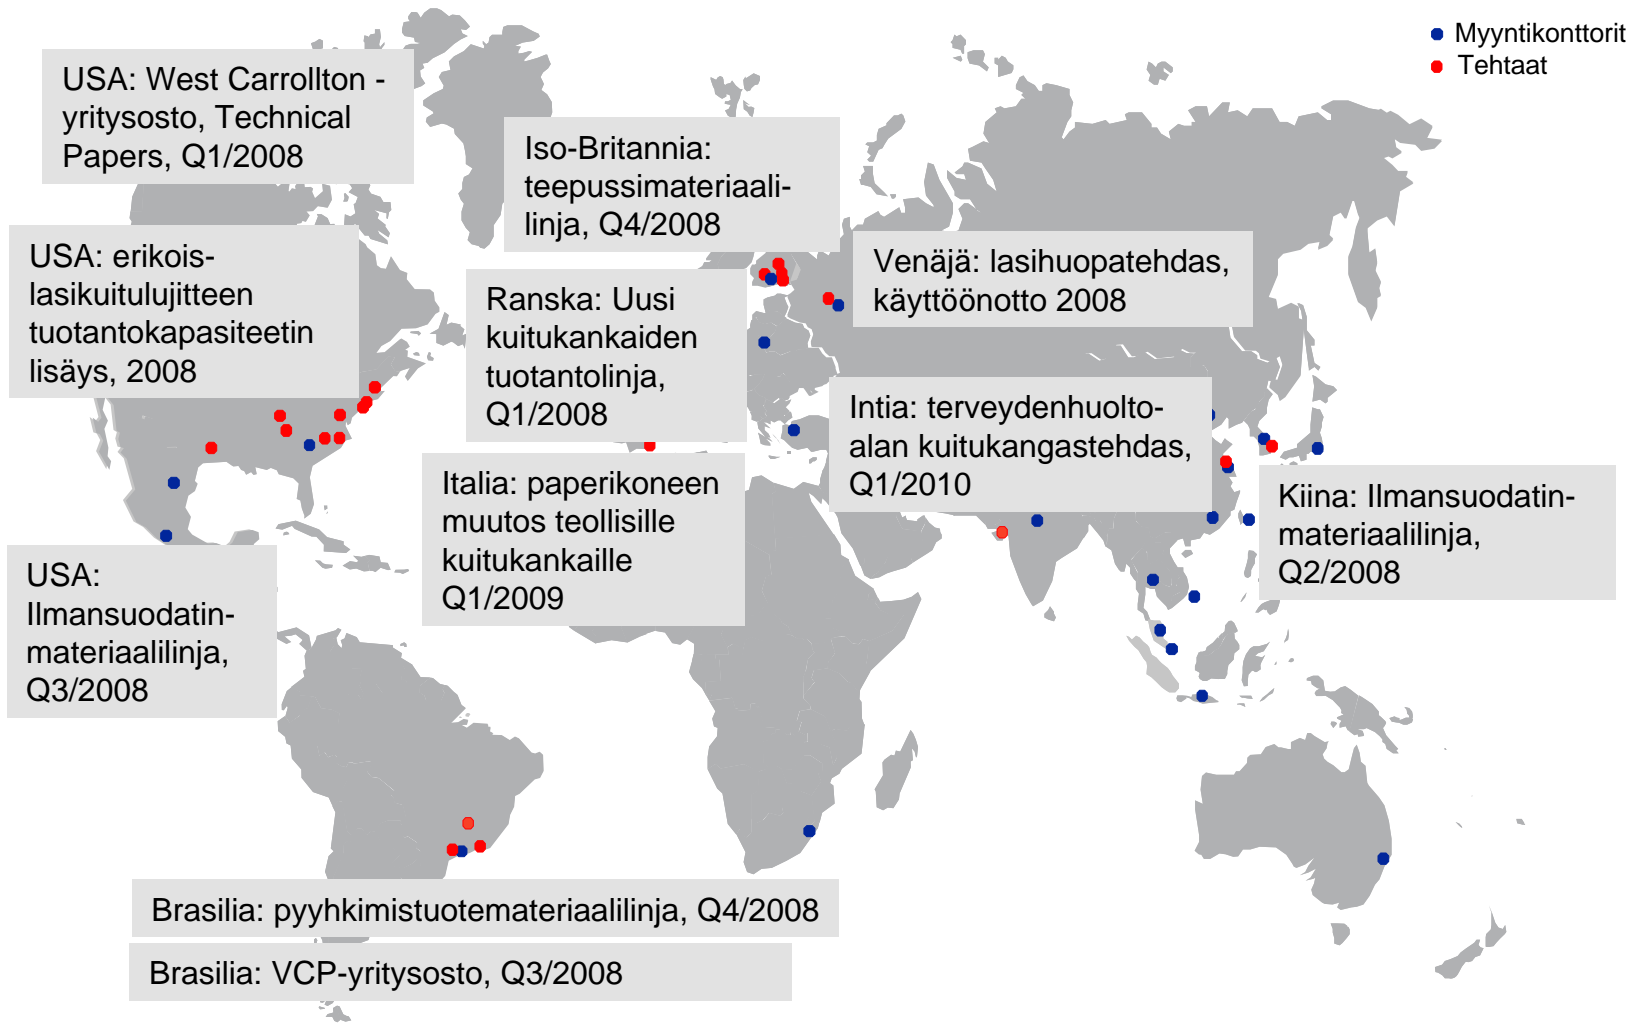 Myyntikonttorit
Tehtaat
USA: West Carrollton -
yritysosto, Technical
Papers, Q1/2008
Iso-Britannia:
teepussimateriaali-
linja, Q4/2008
USA: erikois-
lasikuitulujitteen
tuotantokapasiteetin
lisäys, 2008
Ranska: Uusi
kuitukankaiden
tuotantolinja,
Q1/2008
Venäjä: lasihuopatehdas,
käyttöönotto 2008
Intia: terveydenhuolto-
alan kuitukangastehdas,
Q1/2010
Italia: paperikoneen
muutos teollisille
kuitukankaille
Q1/2009
Kiina: Ilmansuodatin-
materiaalilinja,
Q2/2008
USA:
Ilmansuodatin-
materiaalilinja,
Q3/2008
Brasilia: pyyhkimistuotemateriaalilinja, Q4/2008
Brasilia: VCP-yritysosto, Q3/2008